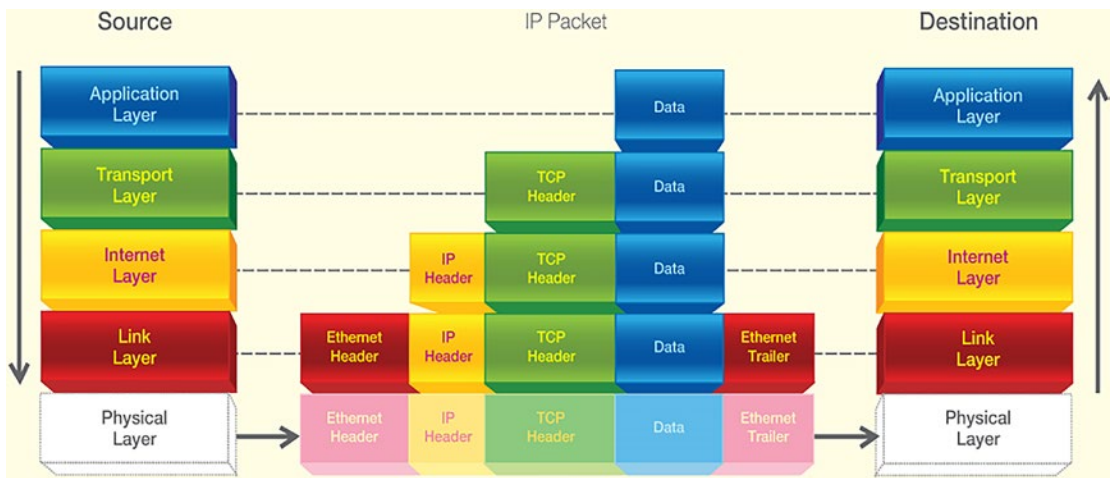 Source
IP Packet
Destination
Application
Layer
Data
Application
Layer
Transport
Layer
TCP
Header
Data
Transport
Layer
Internet
Layer
IP
Header
TCP
Header
Data
Internet
Layer
Link
Layer
Ethernet
Header
IP
Header
TCP
Header
Data
Ethernet
Trailer
Link
Layer
Physical
Layer
Ethernet
Header
IP
Header
TCP
Header
Data
Ethernet
Trailer
Physical
Layer